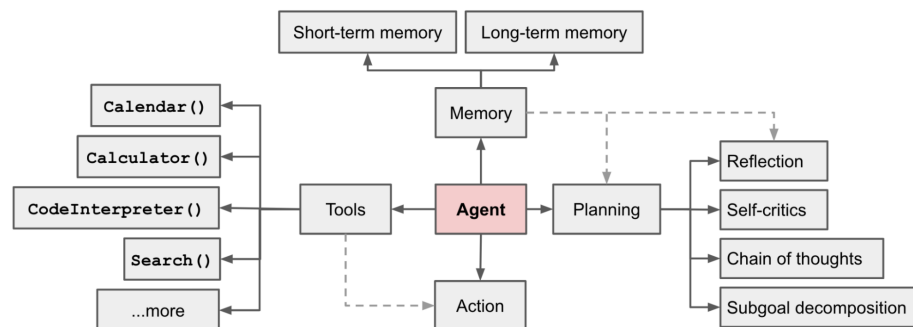 Short-term memory
Long-term memory
Calendar()
Memory
Calculator()
Reflection
CodeInterpreter()
Tools
Agent
Planning
Self-critics
Search()
Chain of thoughts
...more
Action
Subgoal decomposition